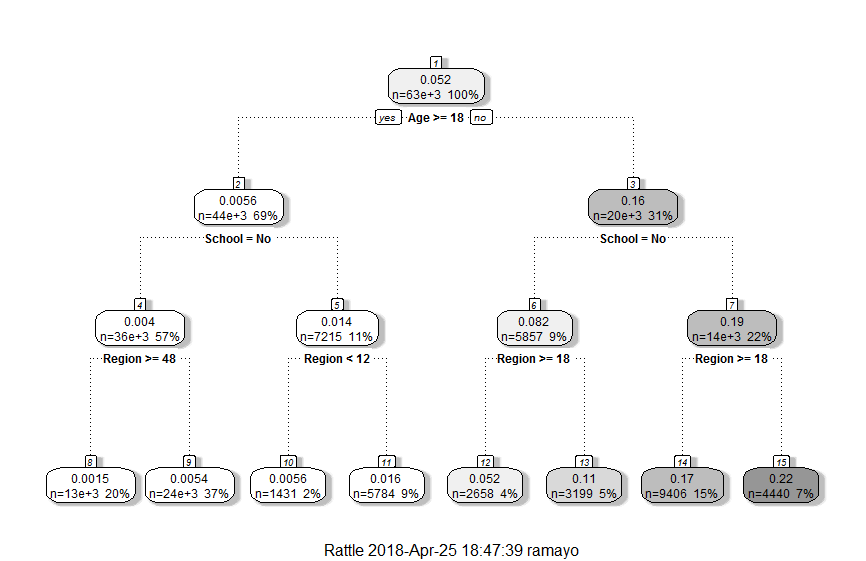 1
0.052
n=63e+3 100%
yes Age >= 18 no
2
0.0056
n=44e+3 69%
3
0.16
n=20e+3 31%
School = No
School = No
4
0.004
n=36e+3 57%
5
0.014
n=7215 11%
6
0.082
n=5857 9%
7
0.19
n=14e+3 22%
Region >= 48
Region < 12
Region >= 18
Region >= 18
8
0.0015
n=13e+3 20%
9
0.0054
n=24e+3 37%
10
0.0056
n=1431 2%
11
0.016
n=5784 9%
12
0.052
n=2658 4%
13
0.11
n=3199 5%
14
0.17
n=9406 15%
15
0.22
n=4440 7%
Rattle 2018-Apr-25 18:47:39 ramayo